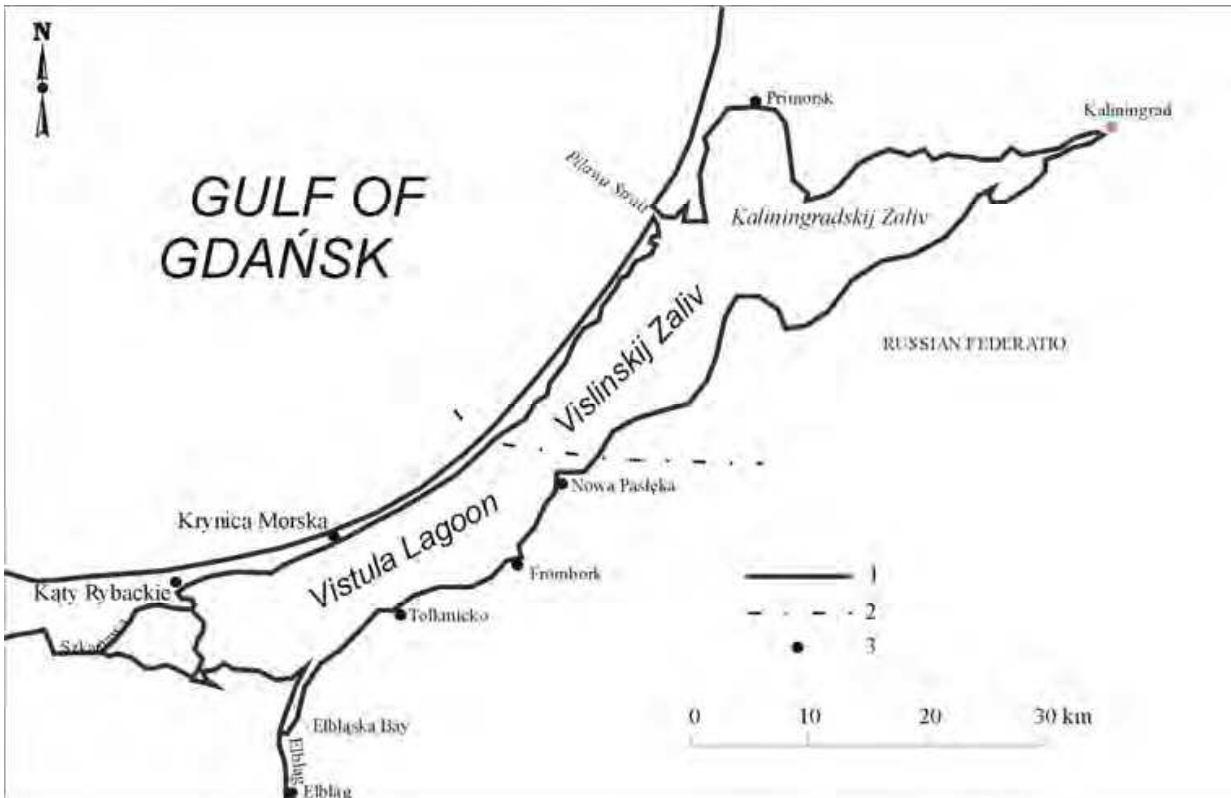 N
Primorsk
Kaliningrad
Pilawa Strait
GULF OF
GDAŃSK
Kaliningradskij Zaliv
Vislinskij Zaliv
RUSSIAN FEDERATIO
Nowa Pasłęka
Krynica Morska
Vistula Lagoon
Frombork
Kąty Rybackie
Tolkmicko
1
2
3
Elbląska Bay
Elbląg
Elbląg
0 10 20 30 km